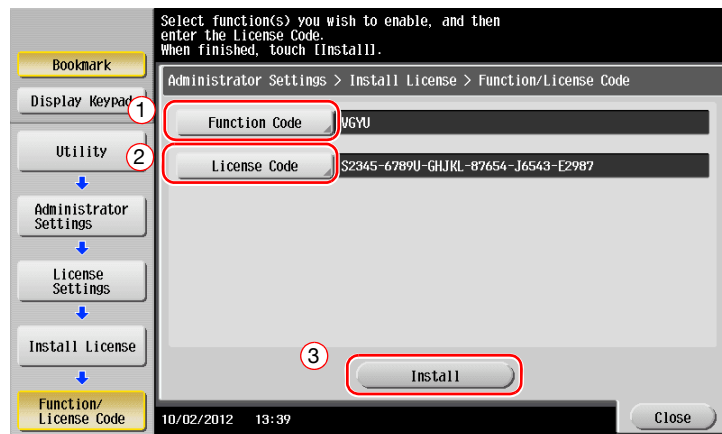 Select function(s) you wish to enable, and then
enter the License Code.
When finished, touch [Install].
Bookmark
Display Keypad
Utility
Administrator
Settings
License
Settings
Install License
Function/
License Code
Administrator Settings > Install License > Function/License Code
1
Function Code
VGYU
2
License Code
S2345-6789U-GHJKL-87654-J6543-E2987
3
Install
10/02/2012 13:39
Close